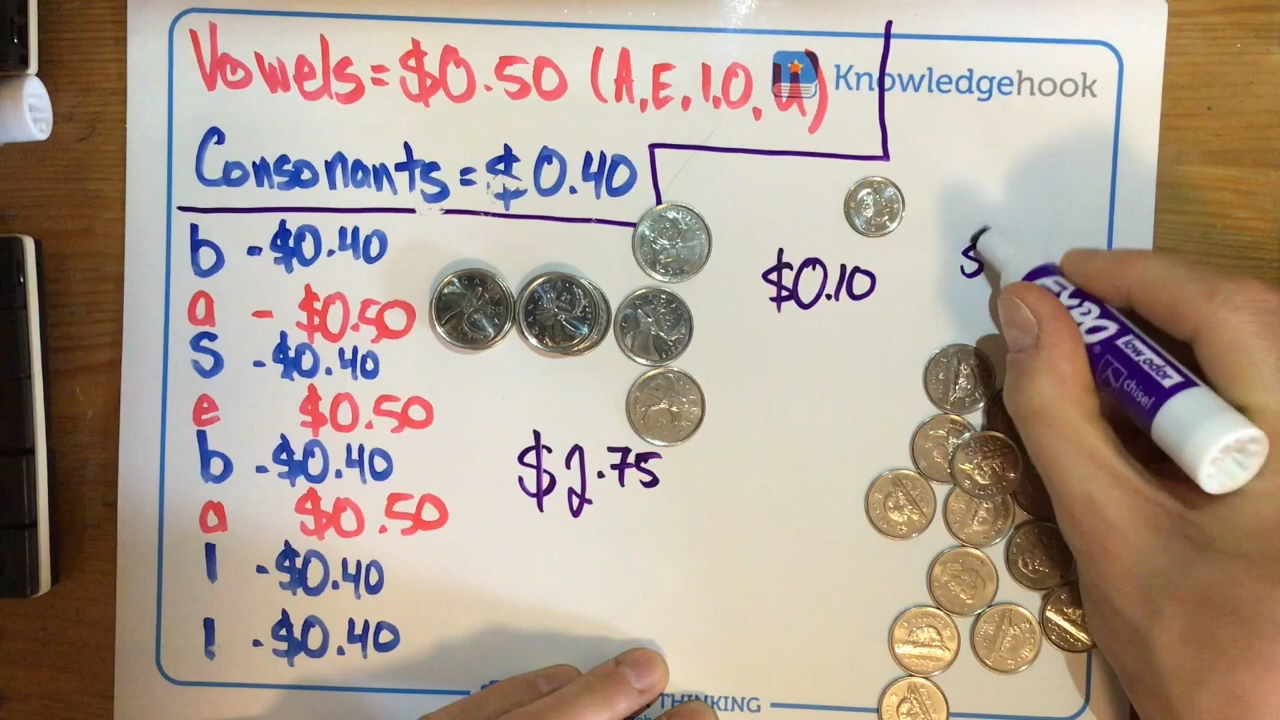 Vowels = $0.50 (A, E, I, O, U)
Knowledgehook
Consonants = $0.40
b - $0.40
a - $0.50
s - $0.40
e $0.50
b - $0.40
a $0.50
l - $0.40
l - $0.40
$2.75
$0.10
$
EXPO
low odor
chisel
THINKING